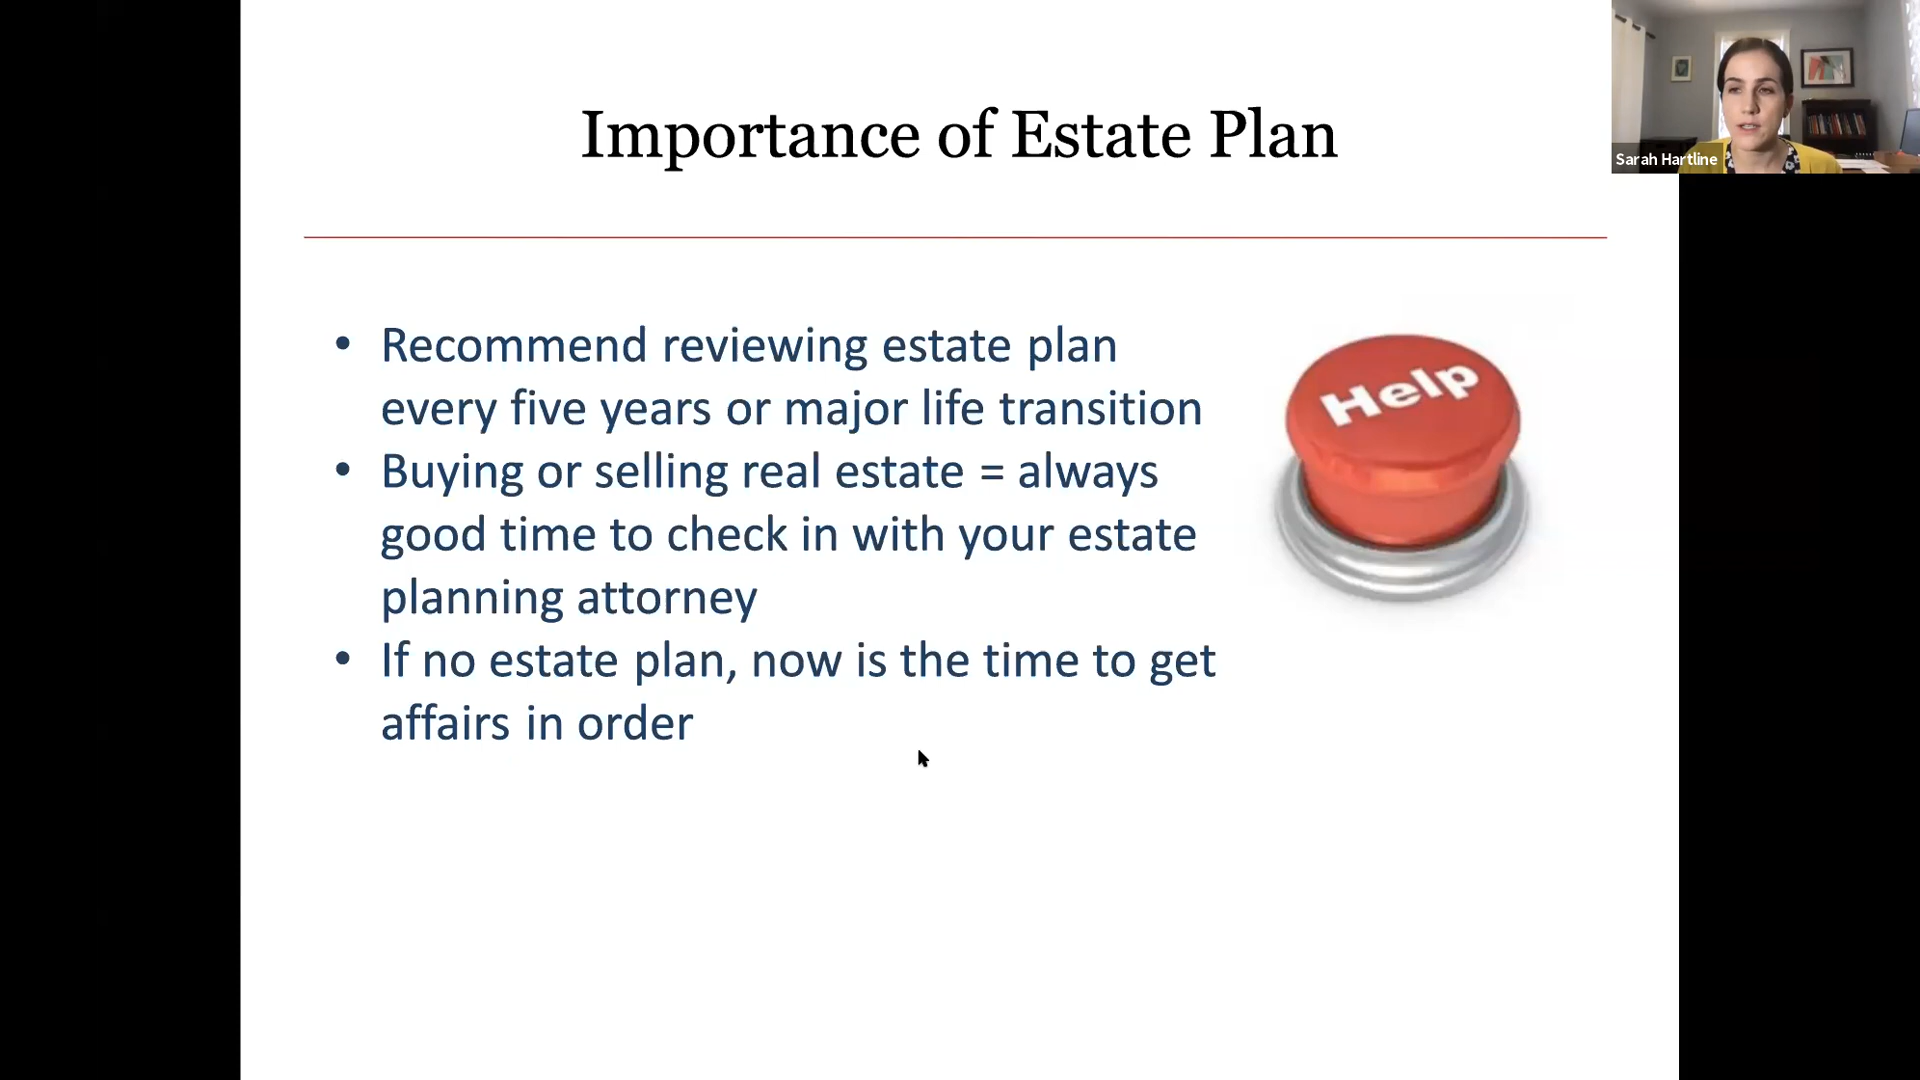 Importance of Estate Plan
Sarah Hartline
• Recommend reviewing estate plan
every five years or major life transition
• Buying or selling real estate = always
good time to check in with your estate
planning attorney
• If no estate plan, now is the time to get
affairs in order
Help